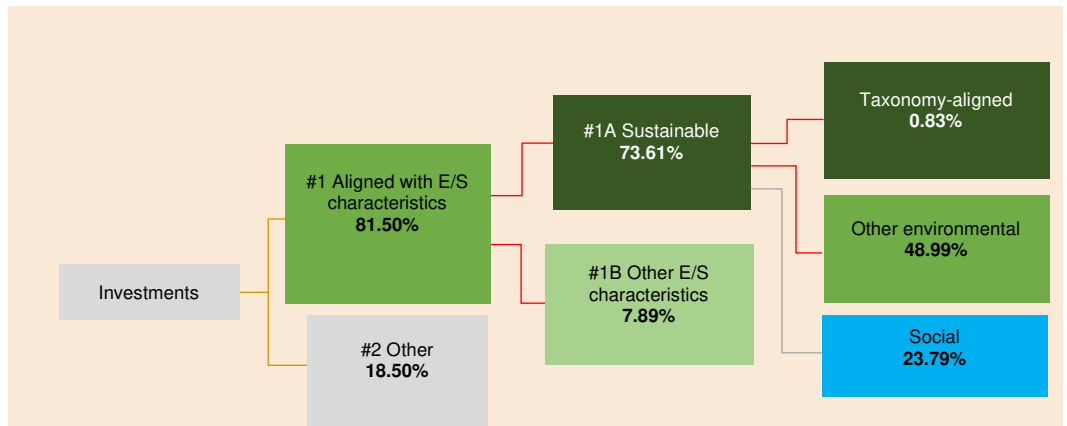 Investments
#1 Aligned with E/S
characteristics
81.50%
#2 Other
18.50%
#1A Sustainable
73.61%
#1B Other E/S
characteristics
7.89%
Taxonomy-aligned
0.83%
Other environmental
48.99%
Social
23.79%